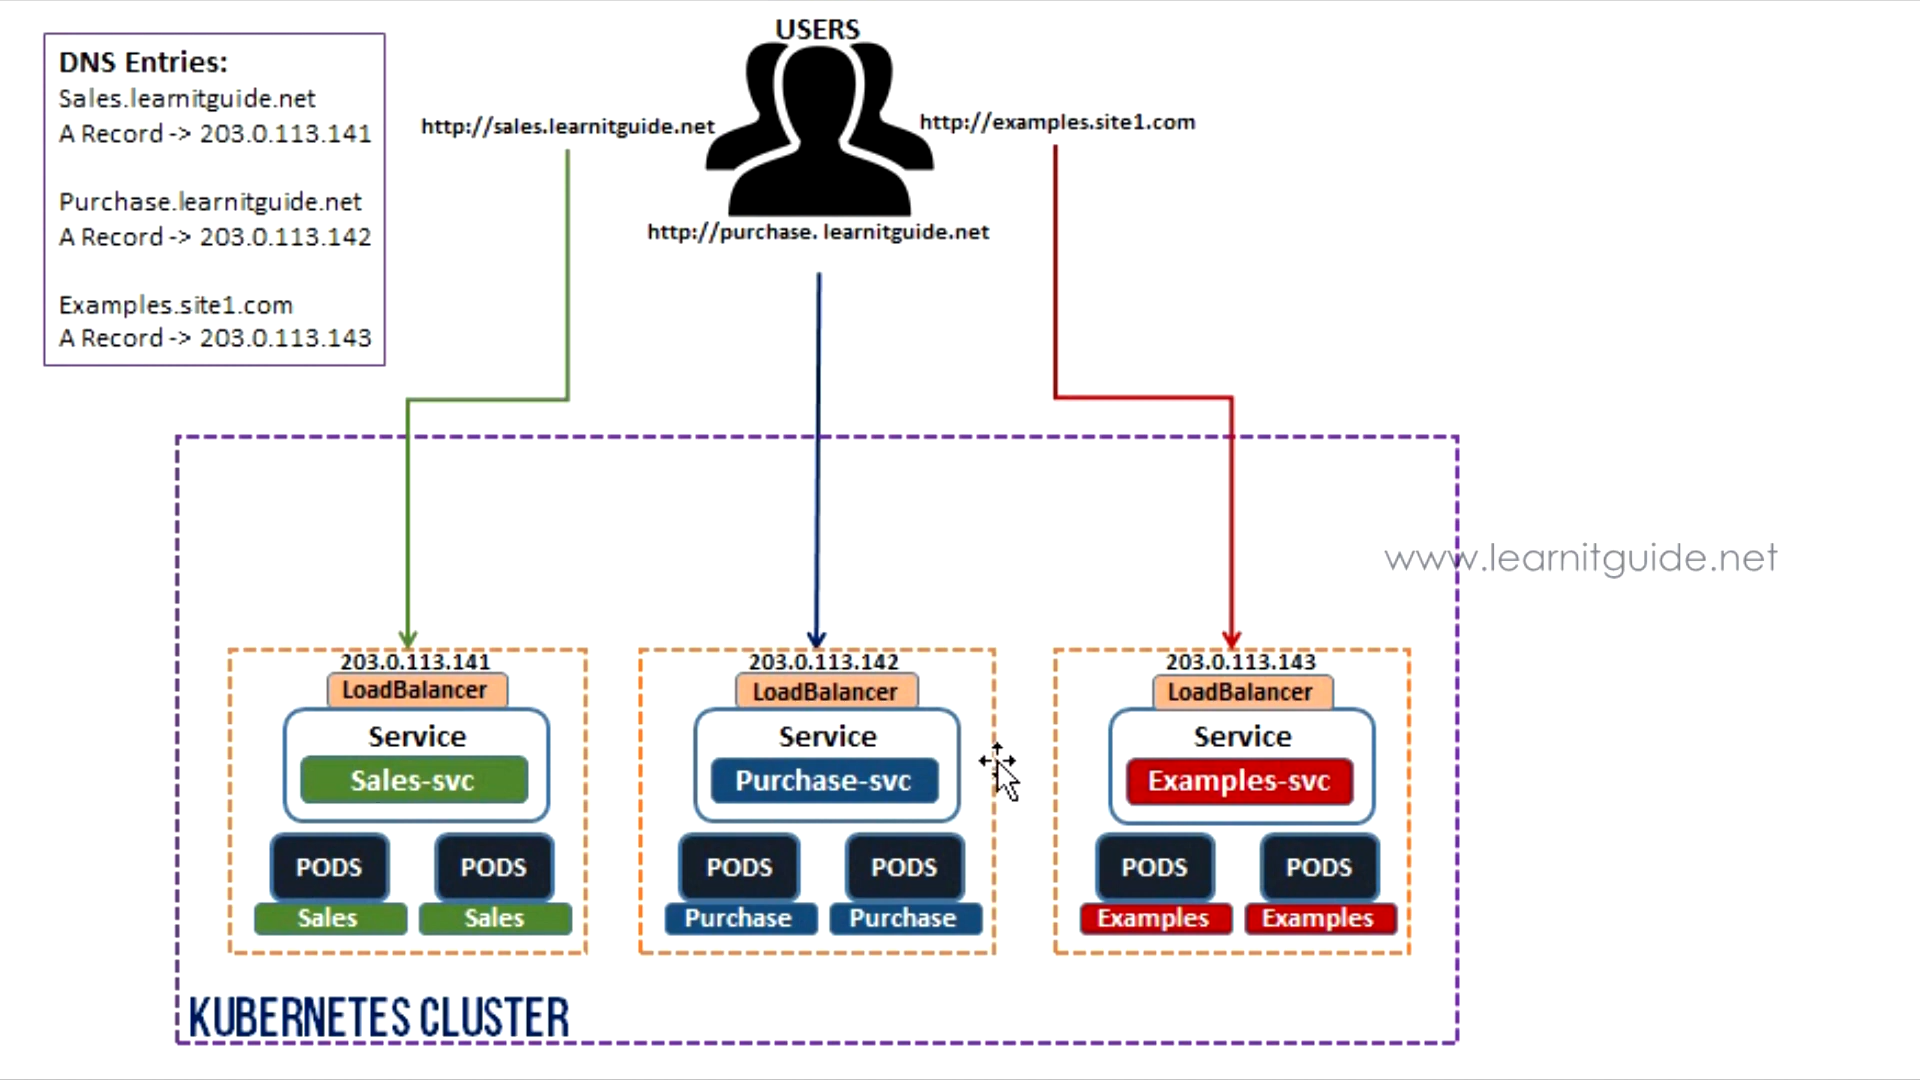 USERS
DNS Entries:
Sales.learnitguide.net
A Record -> 203.0.113.141
Purchase.learnitguide.net
A Record -> 203.0.113.142
Examples.site1.com
A Record -> 203.0.113.143
http://sales.learnitguide.net
http://examples.site1.com
http://purchase. learnitguide.net
www.learnitguide.net
203.0.113.141
LoadBalancer
Service
Sales-svc
PODS
PODS
Sales
Sales
203.0.113.142
LoadBalancer
Service
Purchase-svc
PODS
PODS
Purchase
Purchase
203.0.113.143
LoadBalancer
Service
Examples-svc
PODS
PODS
Examples
Examples
KUBERNETES CLUSTER